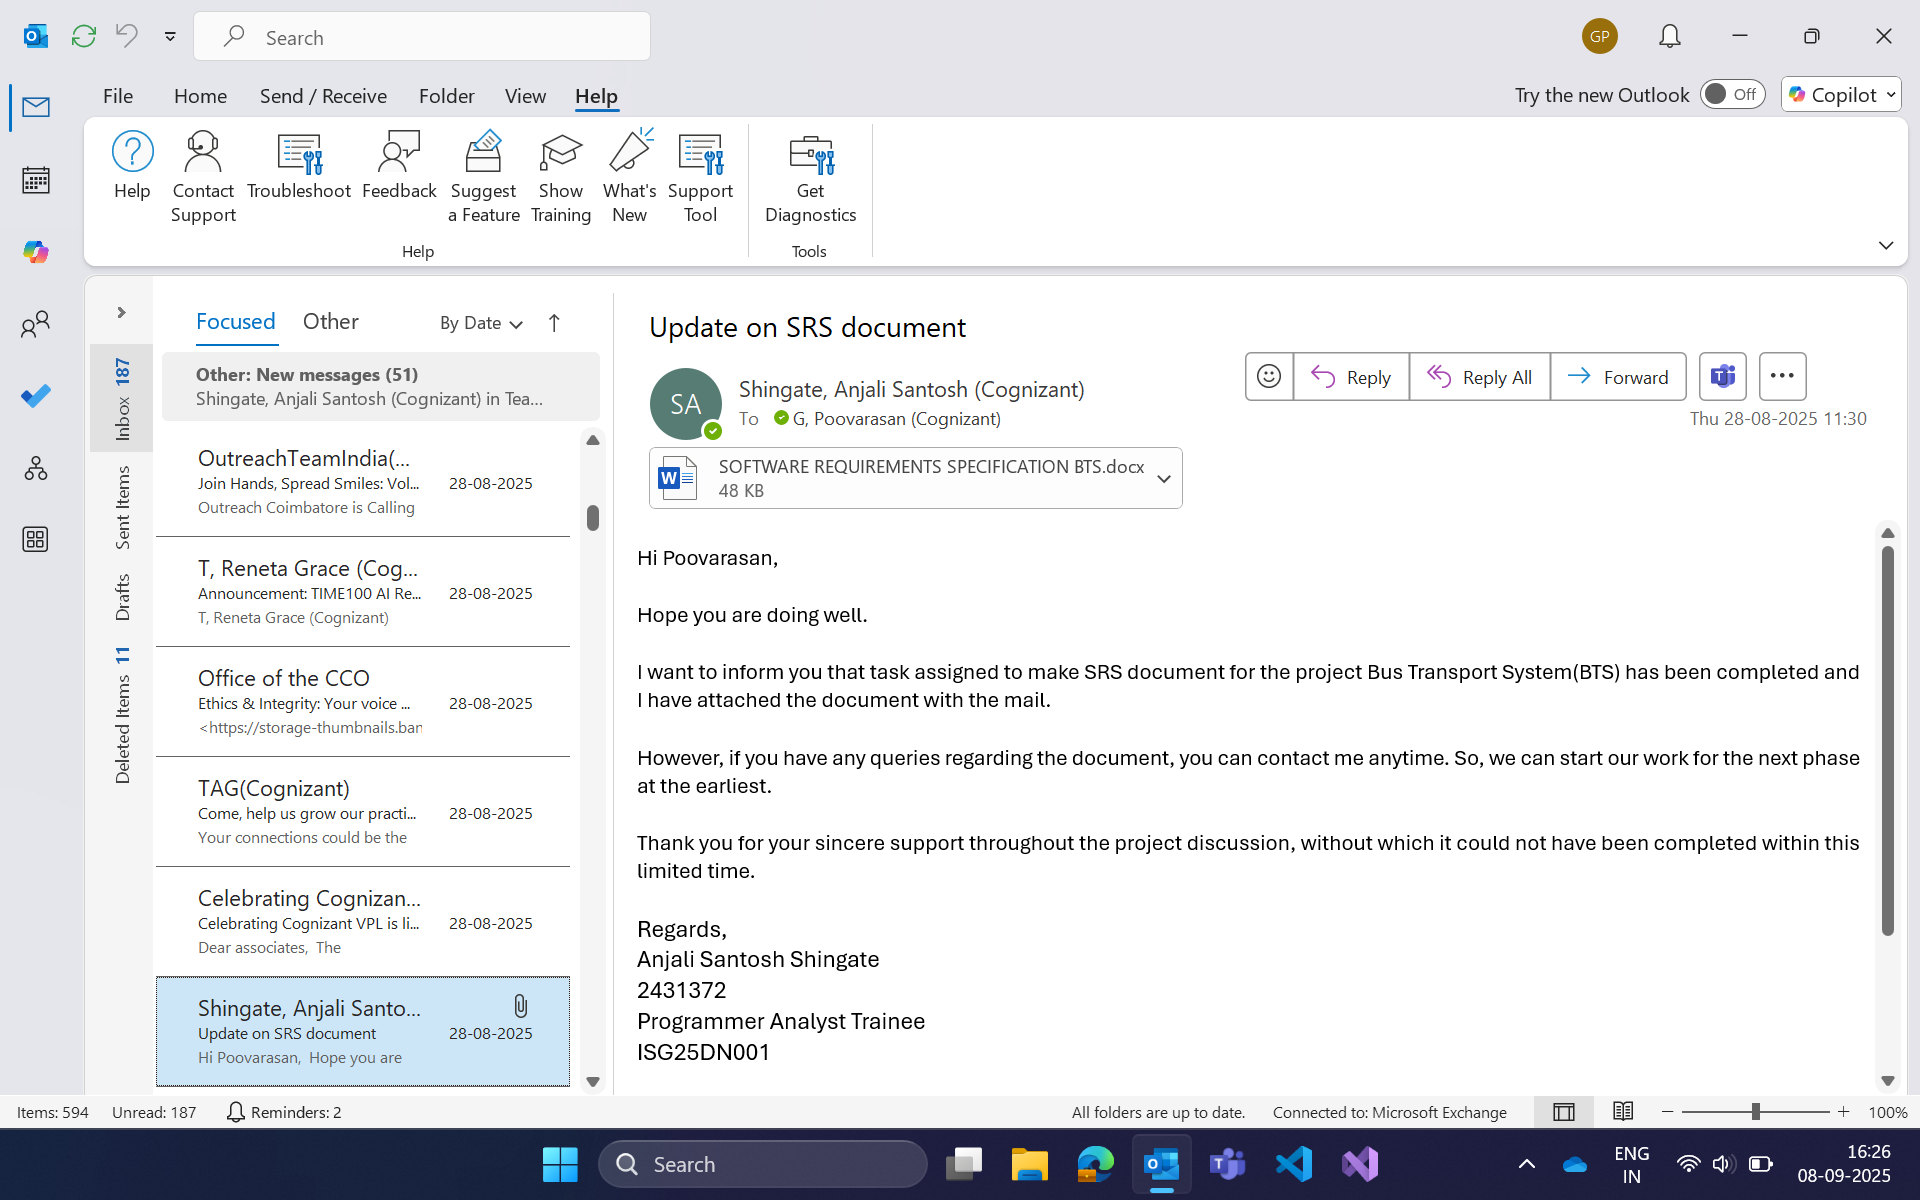 Search
GP
File
Home
Send / Receive
Folder
View
Help
Try the new Outlook
Off
Copilot
Help
Contact
Support
Troubleshoot
Feedback
Suggest
a Feature
Show
Training
What's
New
Support
Tool
Get
Diagnostics
Help
Tools
Inbox 187
Sent Items
Drafts
Deleted Items 11
Focused
Other
By Date
Other: New messages (51)
Shingate, Anjali Santosh (Cognizant) in Tea...
OutreachTeamIndia(...
Join Hands, Spread Smiles: Vol...
28-08-2025
Outreach Coimbatore is Calling
T, Reneta Grace (Cog...
Announcement: TIME100 AI Re...
28-08-2025
T, Reneta Grace (Cognizant)
Office of the CCO
Ethics & Integrity: Your voice ...
28-08-2025
<https://storage-thumbnails.ban
TAG(Cognizant)
Come, help us grow our practi...
28-08-2025
Your connections could be the
Celebrating Cognizan...
Celebrating Cognizant VPL is li...
28-08-2025
Dear associates, The
Shingate, Anjali Santo...
Update on SRS document
28-08-2025
Hi Poovarasan, Hope you are
Update on SRS document
SA
Shingate, Anjali Santosh (Cognizant)
To G, Poovarasan (Cognizant)
Reply
Reply All
Forward
Thu 28-08-2025 11:30
SOFTWARE REQUIREMENTS SPECIFICATION BTS.docx
48 KB
Hi Poovarasan,
Hope you are doing well.
I want to inform you that task assigned to make SRS document for the project Bus Transport System(BTS) has been completed and
I have attached the document with the mail.
However, if you have any queries regarding the document, you can contact me anytime. So, we can start our work for the next phase
at the earliest.
Thank you for your sincere support throughout the project discussion, without which it could not have been completed within this
limited time.
Regards,
Anjali Santosh Shingate
2431372
Programmer Analyst Trainee
ISG25DN001
Items: 594
Unread: 187
Reminders: 2
All folders are up to date.
Connected to: Microsoft Exchange
100%
Search
ENG
IN
16:26
08-09-2025